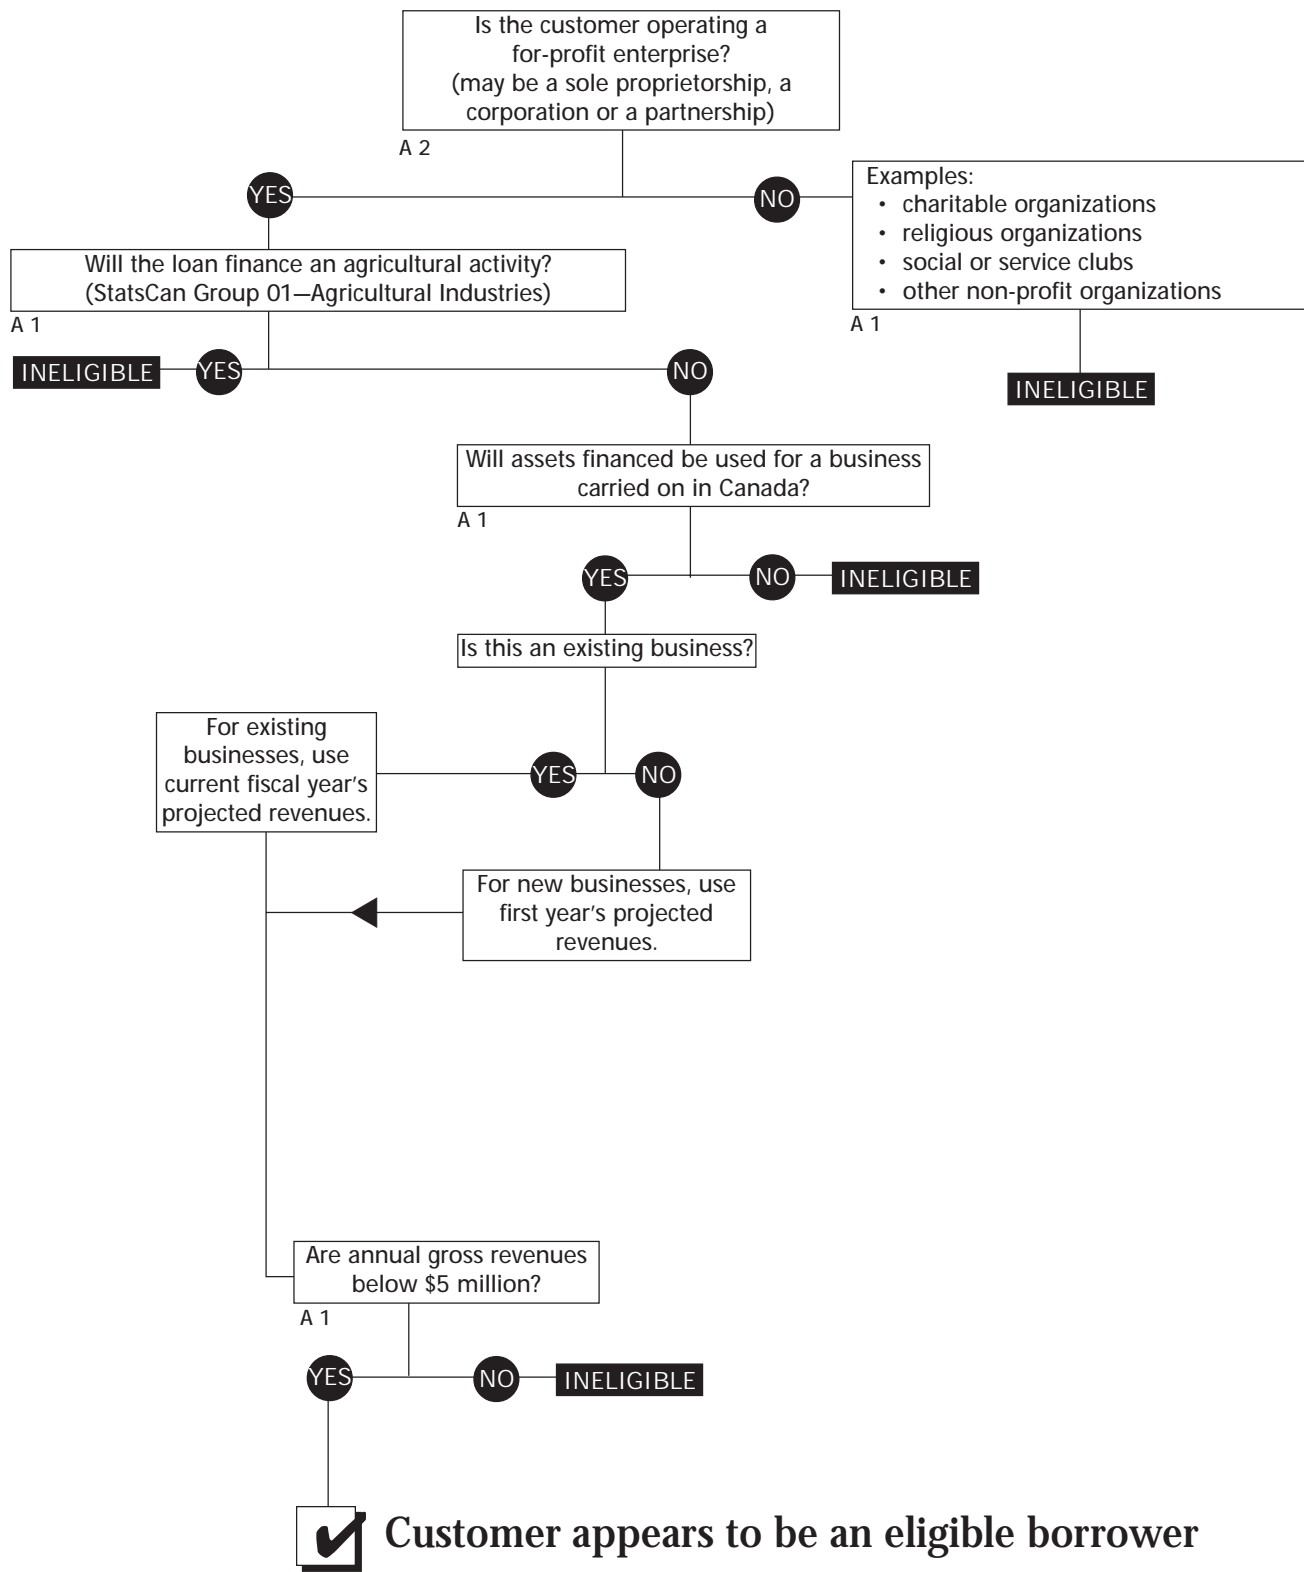 Is the customer operating a
for-profit enterprise?
(may be a sole proprietorship, a
corporation or a partnership)
A 2
YES
NO
Examples:
• charitable organizations
• religious organizations
• social or service clubs
• other non-profit organizations
A 1
INELIGIBLE
Will the loan finance an agricultural activity?
(StatsCan Group 01—Agricultural Industries)
A 1
INELIGIBLE
YES
NO
Will assets financed be used for a business
carried on in Canada?
A 1
YES
NO
INELIGIBLE
Is this an existing business?
YES
NO
For existing
businesses, use
current fiscal year's
projected revenues.
For new businesses, use
first year's projected
revenues.
Are annual gross revenues
below $5 million?
A 1
YES
NO
INELIGIBLE
Customer appears to be an eligible borrower